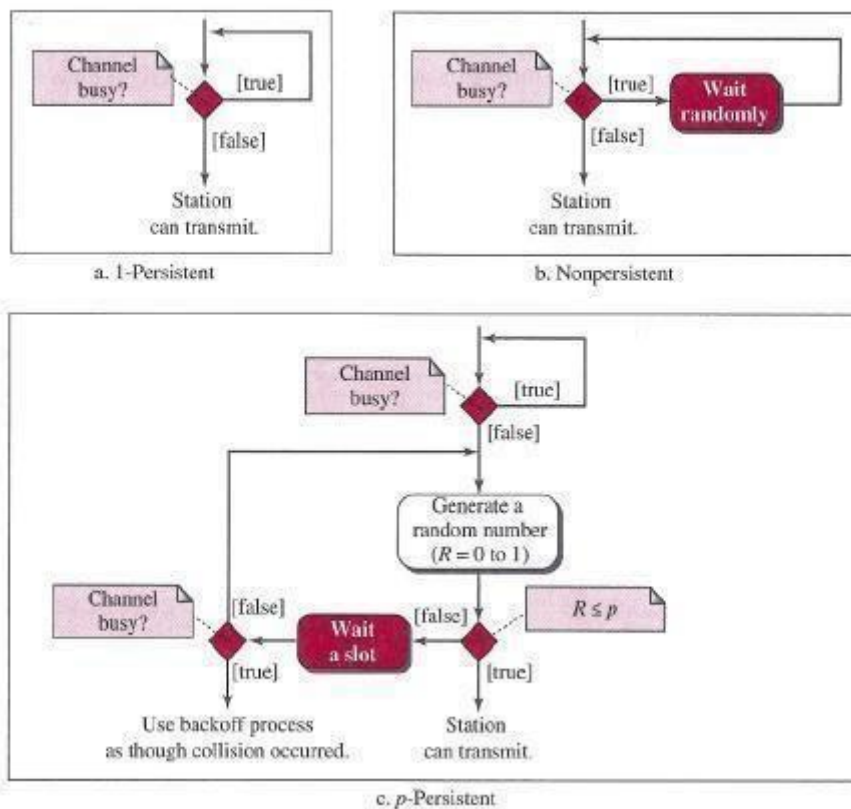 Channel
busy?
[true]
[false]
Station
can transmit.
a. 1-Persistent
Channel
busy?
[true]
Wait
randomly
[false]
Station
can transmit.
b. Nonpersistent
Channel
busy?
[true]
[false]
Generate a
random number
(R = 0 to 1)
Channel
busy?
[false]
Wait
a slot
[false]
R ≤ p
[true]
[true]
Use backoff process
as though collision occurred.
Station
can transmit.
c. p-Persistent